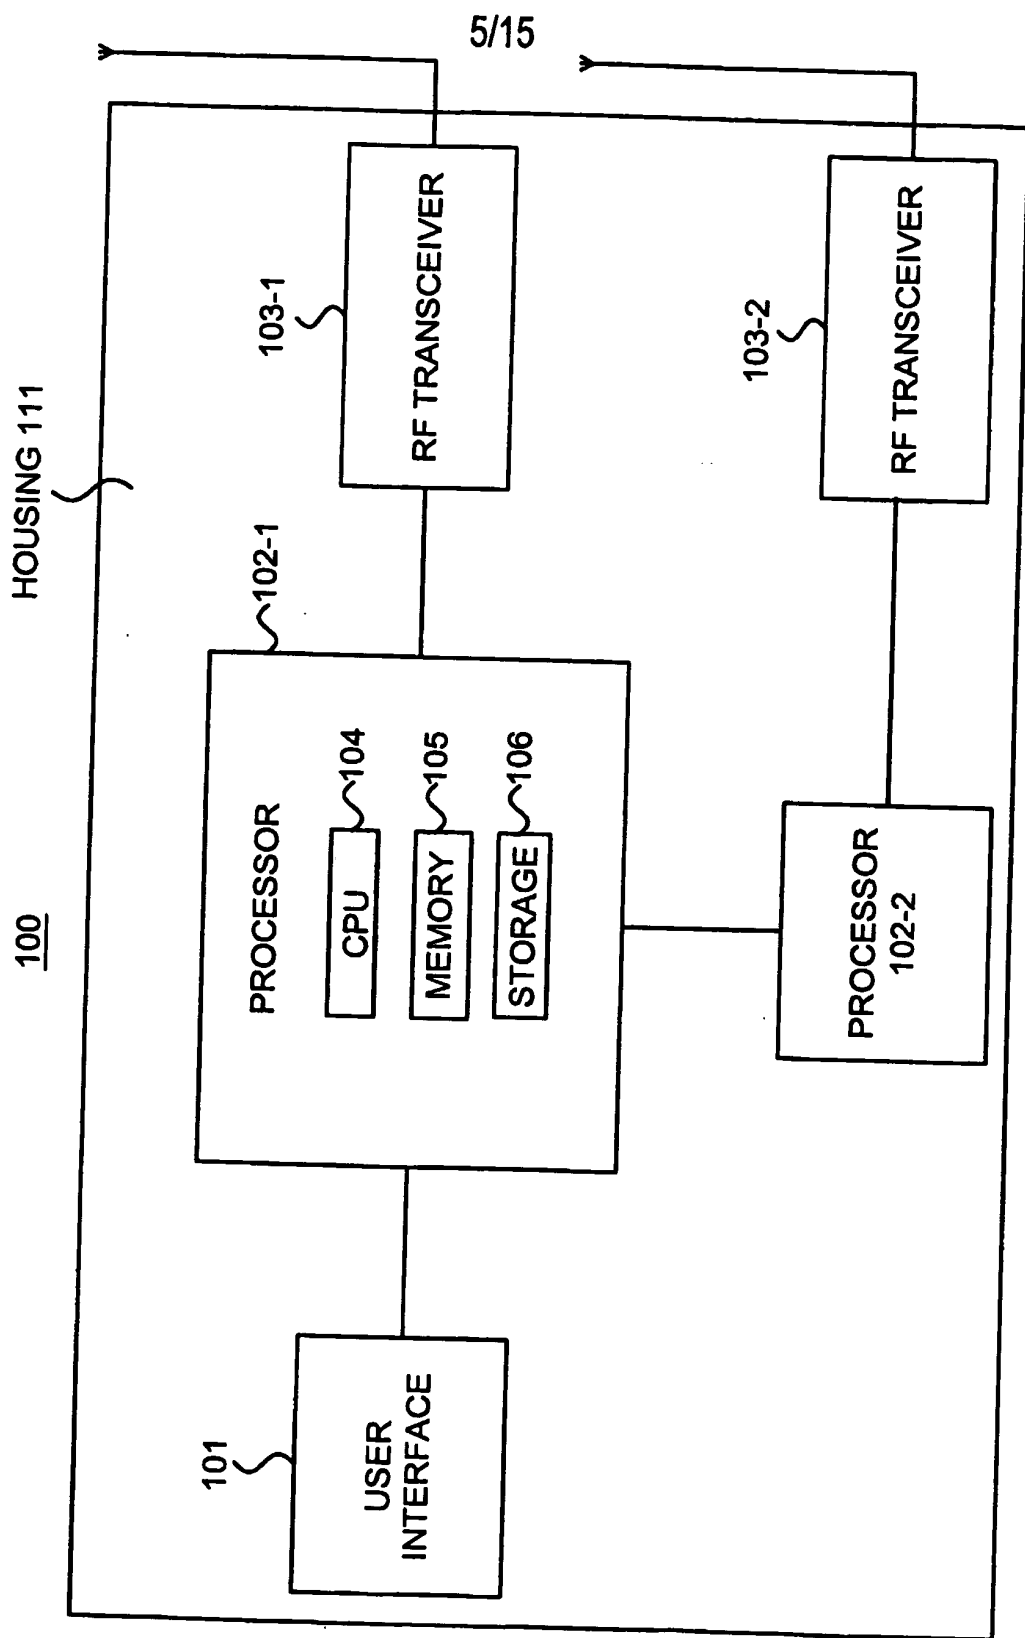 5/15
100
HOUSING 111
101
USER
INTERFACE
102-1
PROCESSOR
CPU
104
MEMORY
105
STORAGE
106
103-1
RF TRANSCEIVER
PROCESSOR
102-2
103-2
RF TRANSCEIVER